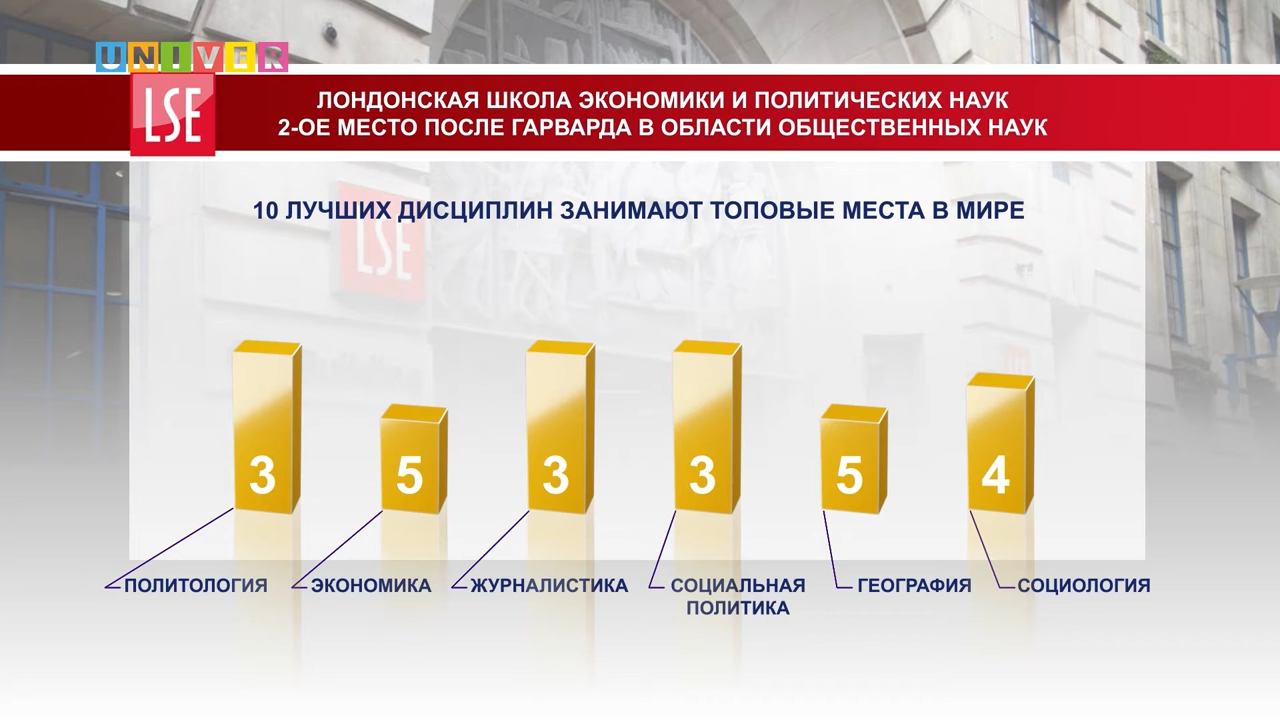 UNIVER
LSE
ЛОНДОНСКАЯ ШКОЛА ЭКОНОМИКИ И ПОЛИТИЧЕСКИХ НАУК
2-ОЕ МЕСТО ПОСЛЕ ГАРВАРДА В ОБЛАСТИ ОБЩЕСТВЕННЫХ НАУК
10 ЛУЧШИХ ДИСЦИПЛИН ЗАНИМАЮТ ТОПОВЫЕ МЕСТА В МИРЕ
LSE
3 5 3 3 5 4
ПОЛИТОЛОГИЯ ЭКОНОМИКА ЖУРНАЛИСТИКА СОЦИАЛЬНАЯ ГЕОГРАФИЯ СОЦИОЛОГИЯ
ПОЛИТИКА